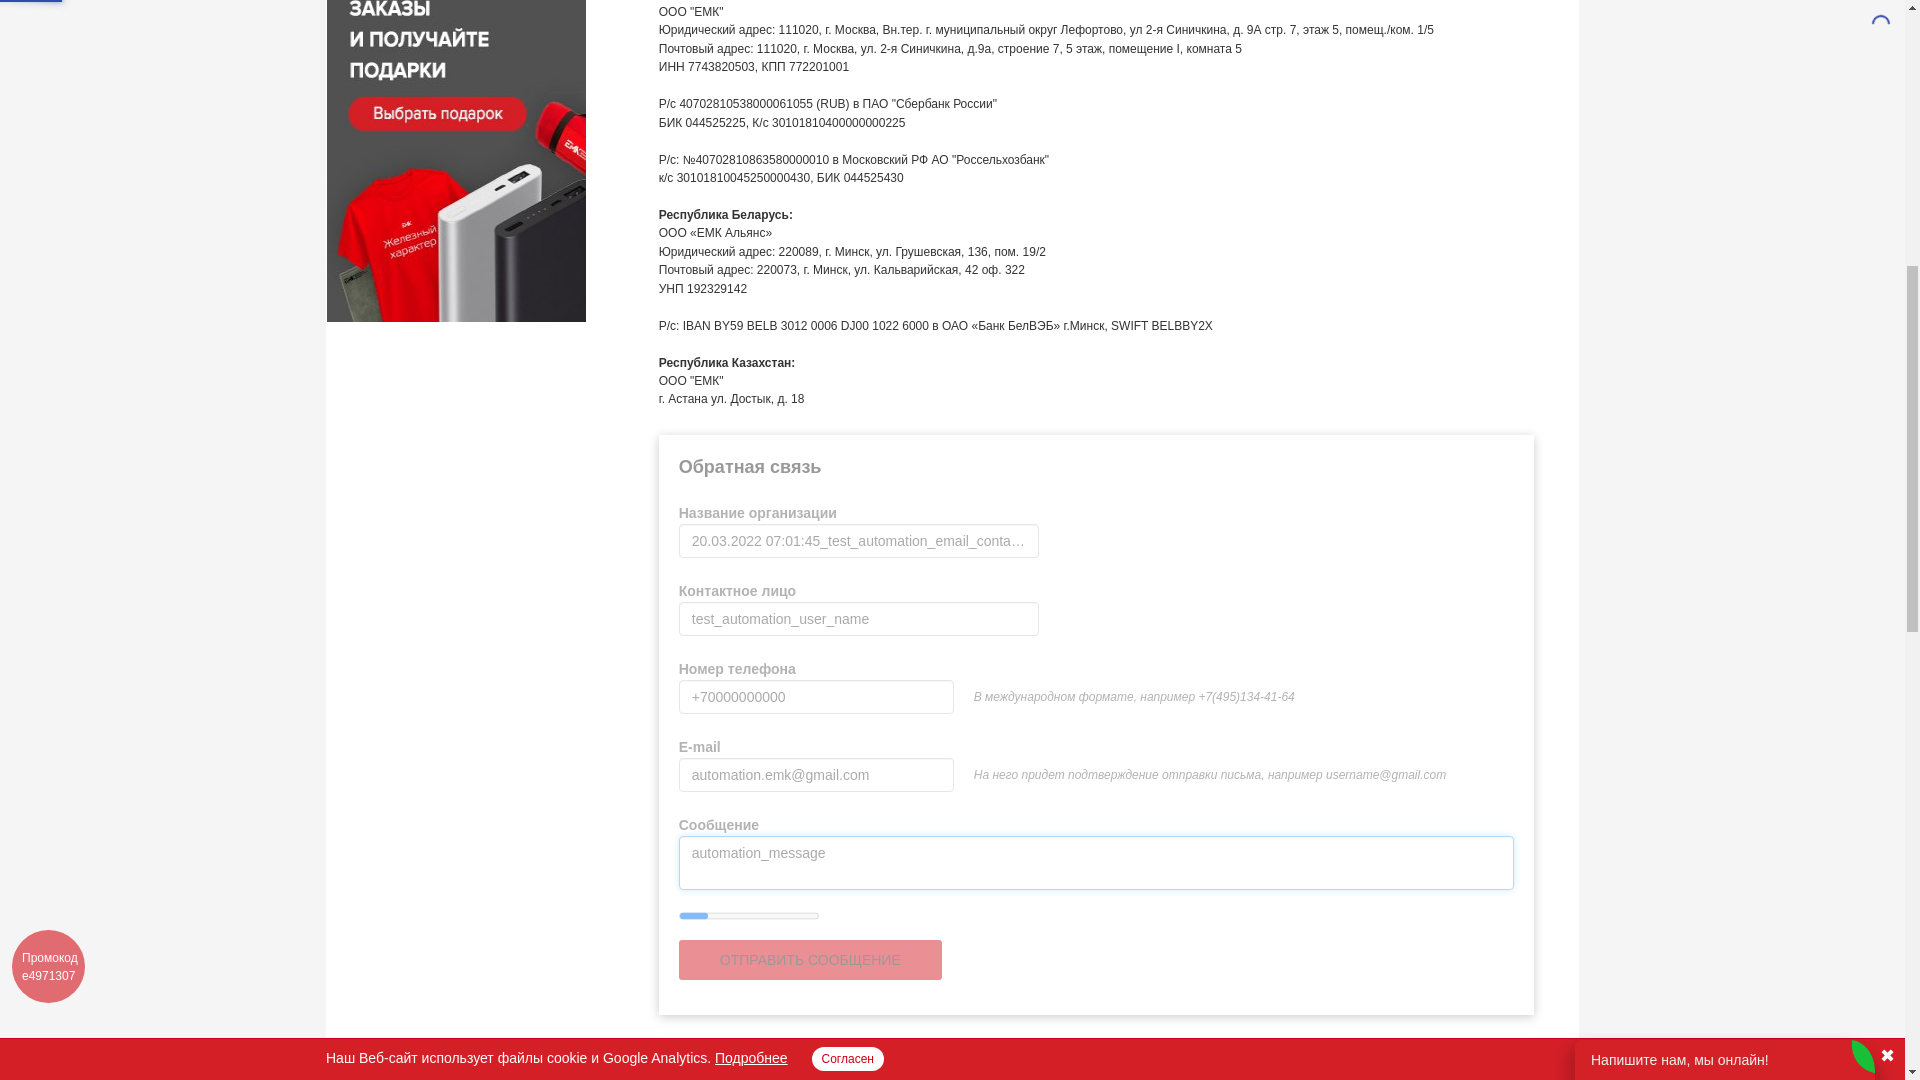 ЗАКАЗЫ
И ПОЛУЧАЙТЕ
ПОДАРКИ
Выбрать подарок
ЕМК
Железный
характер
ООО "ЕМК"
Юридический адрес: 111020, г. Москва, Вн.тер. г. муниципальный округ Лефортово, ул 2-я Синичкина, д. 9А стр. 7, этаж 5, помещ./ком. 1/5
Почтовый адрес: 111020, г. Москва, ул. 2-я Синичкина, д.9а, строение 7, 5 этаж, помещение I, комната 5
ИНН 7743820503, КПП 772201001
Р/с 40702810538000061055 (RUB) в ПАО "Сбербанк России"
БИК 044525225, К/с 30101810400000000225
Р/с: №40702810863580000010 в Московский РФ АО "Россельхозбанк"
к/с 30101810045250000430, БИК 044525430
Республика Беларусь:
ООО «ЕМК Альянс»
Юридический адрес: 220089, г. Минск, ул. Грушевская, 136, пом. 19/2
Почтовый адрес: 220073, г. Минск, ул. Кальварийская, 42 оф. 322
УНП 192329142
Р/с: IBAN BY59 BELB 3012 0006 DJ00 1022 6000 в ОАО «Банк БелВЭБ» г.Минск, SWIFT BELBBY2X
Республика Казахстан:
ООО "ЕМК"
г. Астана ул. Достык, д. 18
Обратная связь
Название организации
20.03.2022 07:01:45_test_automation_email_conta…
Контактное лицо
test_automation_user_name
Номер телефона
+70000000000
В международном формате, например +7(495)134-41-64
E-mail
automation.emk@gmail.com
На него придет подтверждение отправки письма, например username@gmail.com
Сообщение
automation_message
ОТПРАВИТЬ СООБЩЕНИЕ
Промокод
e4971307
Наш Веб-сайт использует файлы cookie и Google Analytics. Подробнее
Согласен
Напишите нам, мы онлайн!